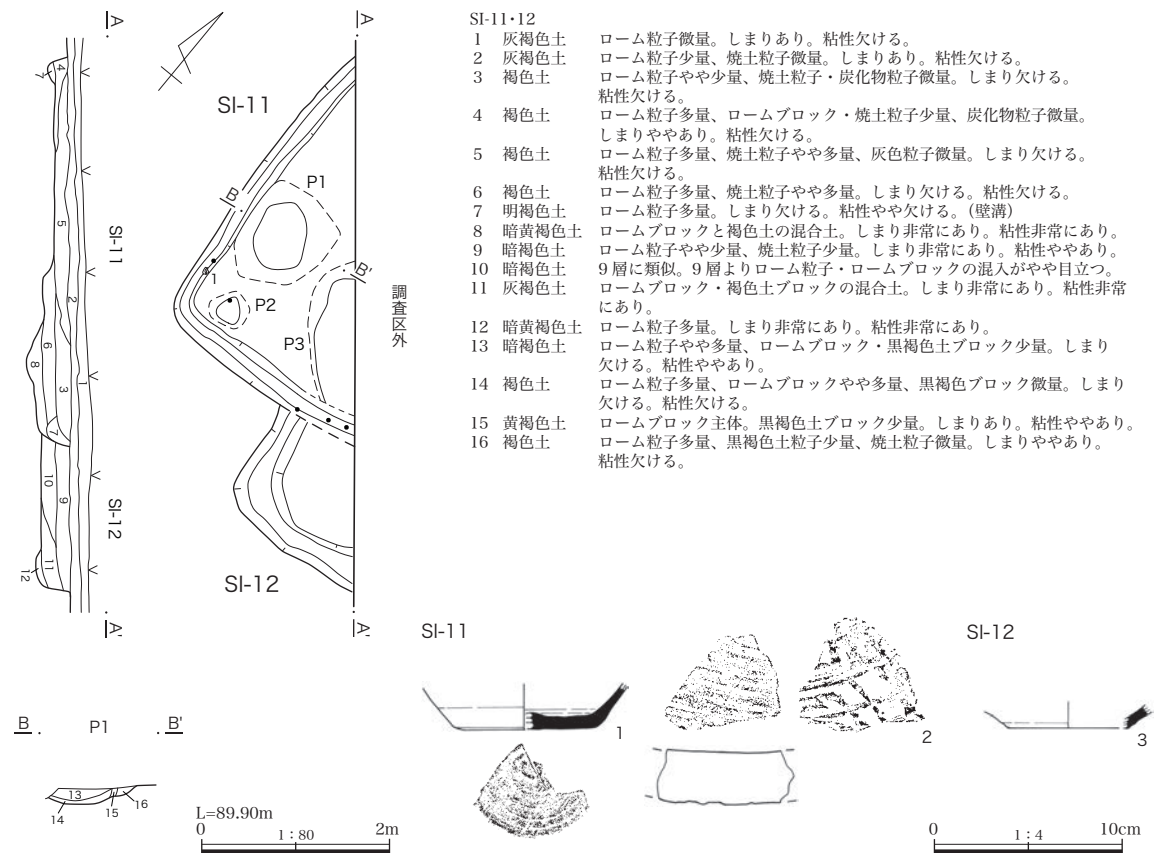 A
7
4
5
SI-11
2
6
8
3
1
7
10
9
SI-12
11
12
A'
A
SI-11
B
P1
1
B'
P2
P3
調査区外
SI-12
A'
SI-11・12
1 灰褐色土 ローム粒子微量。しまりあり。粘性欠ける。
2 灰褐色土 ローム粒子少量、焼土粒子微量。しまりあり。粘性欠ける。
3 褐色土 ローム粒子やや少量、焼土粒子・炭化物粒子微量。しまり欠ける。
粘性欠ける。
4 褐色土 ローム粒子多量、ロームブロック・焼土粒子少量、炭化物粒子微量。
しまりややあり。粘性欠ける。
5 褐色土 ローム粒子多量、焼土粒子やや多量、灰色粒子微量。しまり欠ける。
粘性欠ける。
6 褐色土 ローム粒子多量、焼土粒子やや多量。しまり欠ける。粘性欠ける。
7 明褐色土 ローム粒子多量。しまり欠ける。粘性やや欠ける。(壁溝)
8 暗黄褐色土 ロームブロックと褐色土の混合土。しまり非常にあり。粘性非常にあり。
9 暗褐色土 ローム粒子やや少量、焼土粒子少量。しまり非常にあり。粘性ややあり。
10 暗褐色土 9層に類似。9層よりローム粒子・ロームブロックの混入がやや目立つ。
11 灰褐色土 ロームブロック・褐色土ブロックの混合土。しまり非常にあり。粘性非常
にあり。
12 暗黄褐色土 ローム粒子多量。しまり非常にあり。粘性非常にあり。
13 暗褐色土 ローム粒子やや多量、ロームブロック・黒褐色土ブロック少量。しまり
欠ける。粘性ややあり。
14 褐色土 ローム粒子多量、ロームブロックやや多量、黒褐色ブロック微量。しまり
欠ける。粘性欠ける。
15 黄褐色土 ロームブロック主体。黒褐色土ブロック少量。しまりあり。粘性ややあり。
16 褐色土 ローム粒子多量、黒褐色土粒子少量、焼土粒子微量。しまりややあり。
粘性欠ける。
B P1 B'
13
14
15
16
L=89.90m
0 1：80 2m
SI-11
1
2
SI-12
3
0 1：4 10cm